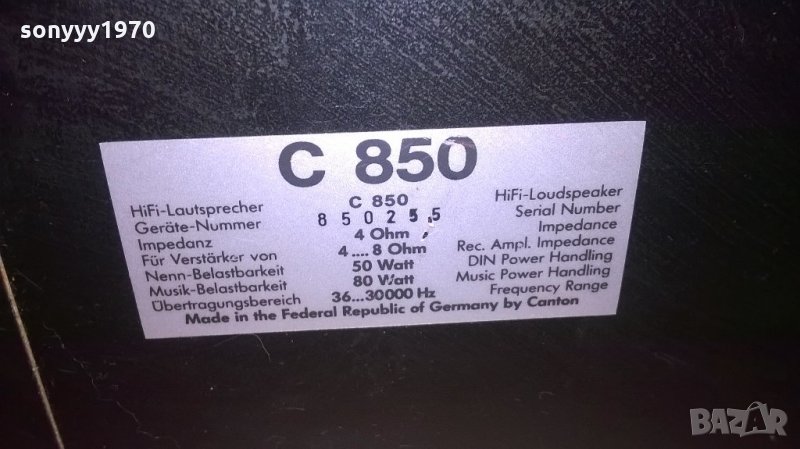 sonyyy1970
C 850
HiFi-Lautsprecher C 850 HiFi-Loudspeaker
Geräte-Nummer 850255 Serial Number
Impedanz 4 Ohm Impedance
Für Verstärker von 4....8 Ohm Rec. Ampl. Impedance
Nenn-Belastbarkeit 50 Watt DIN Power Handling
Musik-Belastbarkeit 80 Watt Music Power Handling
Übertragungsbereich 36...30000 Hz Frequency Range
Made in the Federal Republic of Germany by Canton
BAZAR